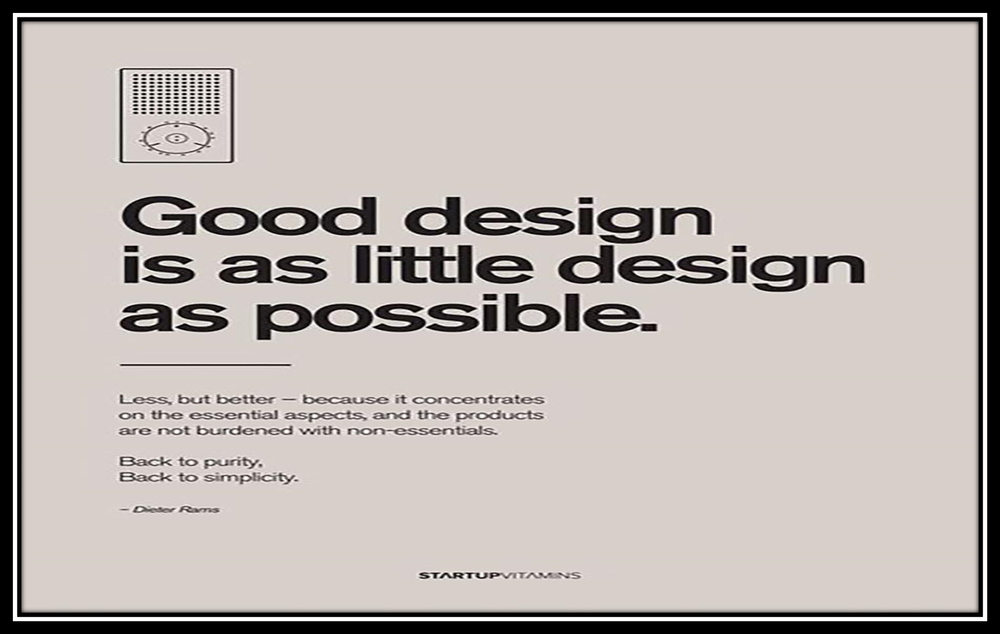 Good design
is as little design
as possible.
Less, but better – because it concentrates
on the essential aspects, and the products
are not burdened with non-essentials.
Back to purity,
Back to simplicity.
– Dieter Rams
STARTUPVITAMINS